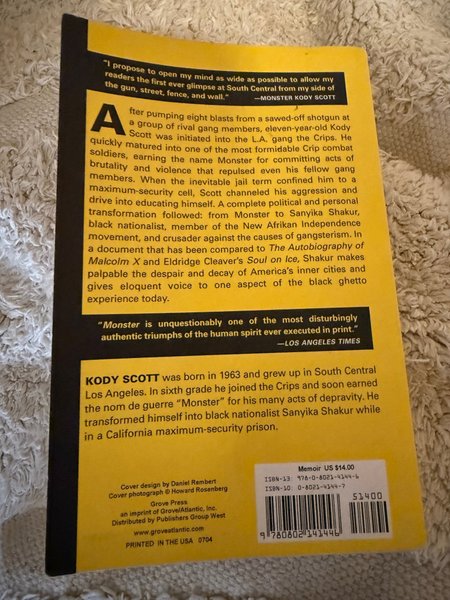 "I propose to open my mind as wide as possible to allow my
readers the first ever glimpse at South Central from my side of
the gun, street, fence, and wall."  —MONSTER KODY SCOTT
After pumping eight blasts from a sawed-off shotgun at
a group of rival gang members, eleven-year-old Kody
Scott was initiated into the L.A. gang the Crips. He
quickly matured into one of the most formidable Crip combat
soldiers, earning the name Monster for committing acts of
brutality and violence that repulsed even his fellow gang
members. When the inevitable jail term confined him to a
maximum-security cell, Scott channeled his aggression and
drive into educating himself. A complete political and personal
transformation followed: from Monster to Sanyika Shakur,
black nationalist, member of the New Afrikan Independence
movement, and crusader against the causes of gangsterism. In
a document that has been compared to The Autobiography of
Malcolm X and Eldridge Cleaver's Soul on Ice, Shakur makes
palpable the despair and decay of America's inner cities and
gives eloquent voice to one aspect of the black ghetto
experience today.
"Monster is unquestionably one of the most disturbingly
authentic triumphs of the human spirit ever executed in print."
—LOS ANGELES TIMES
KODY SCOTT was born in 1963 and grew up in South Central
Los Angeles. In sixth grade he joined the Crips and soon earned
the nom de guerre "Monster" for his many acts of depravity. He
transformed himself into black nationalist Sanyika Shakur while
in a California maximum-security prison.
Cover design by Daniel Rembert
Cover photograph © Howard Rosenberg
Grove Press
an imprint of Grove/Atlantic, Inc.
Distributed by Publishers Group West
www.groveatlantic.com
PRINTED IN THE USA 0704
Memoir US $14.00
ISBN-13: 978-0-8021-4144-6
ISBN-10: 0-8021-4144-7
51400
9 780802 141446